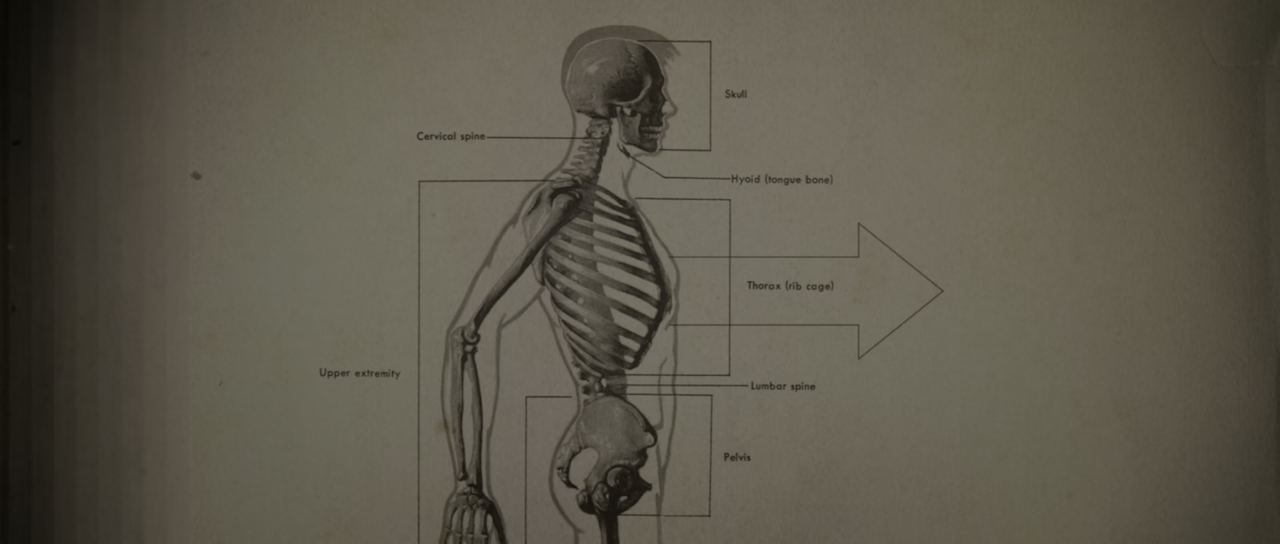 Skull
Cervical spine
Hyoid (tongue bone)
Thorax (rib cage)
Upper extremity
Lumbar spine
Pelvis